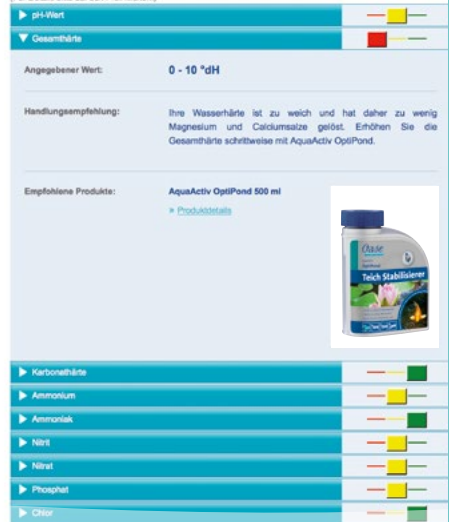 pH-Wert
Gesamthärte
Angegebener Wert: 0 - 10 °dH
Handlungsempfehlung: Ihre Wasserhärte ist zu weich und hat daher zu wenig
Magnesium und Calciumsalze gelöst. Erhöhen Sie die
Gesamthärte schrittweise mit AquaActiv OptiPond.
Empfohlene Produkte: AquaActiv OptiPond 500 ml
» Produktdetails
Oase
OptiPond
Teich Stabilisierer
Karbonathärte
Ammonium
Ammoniak
Nitrit
Nitrat
Phosphat
Chlor